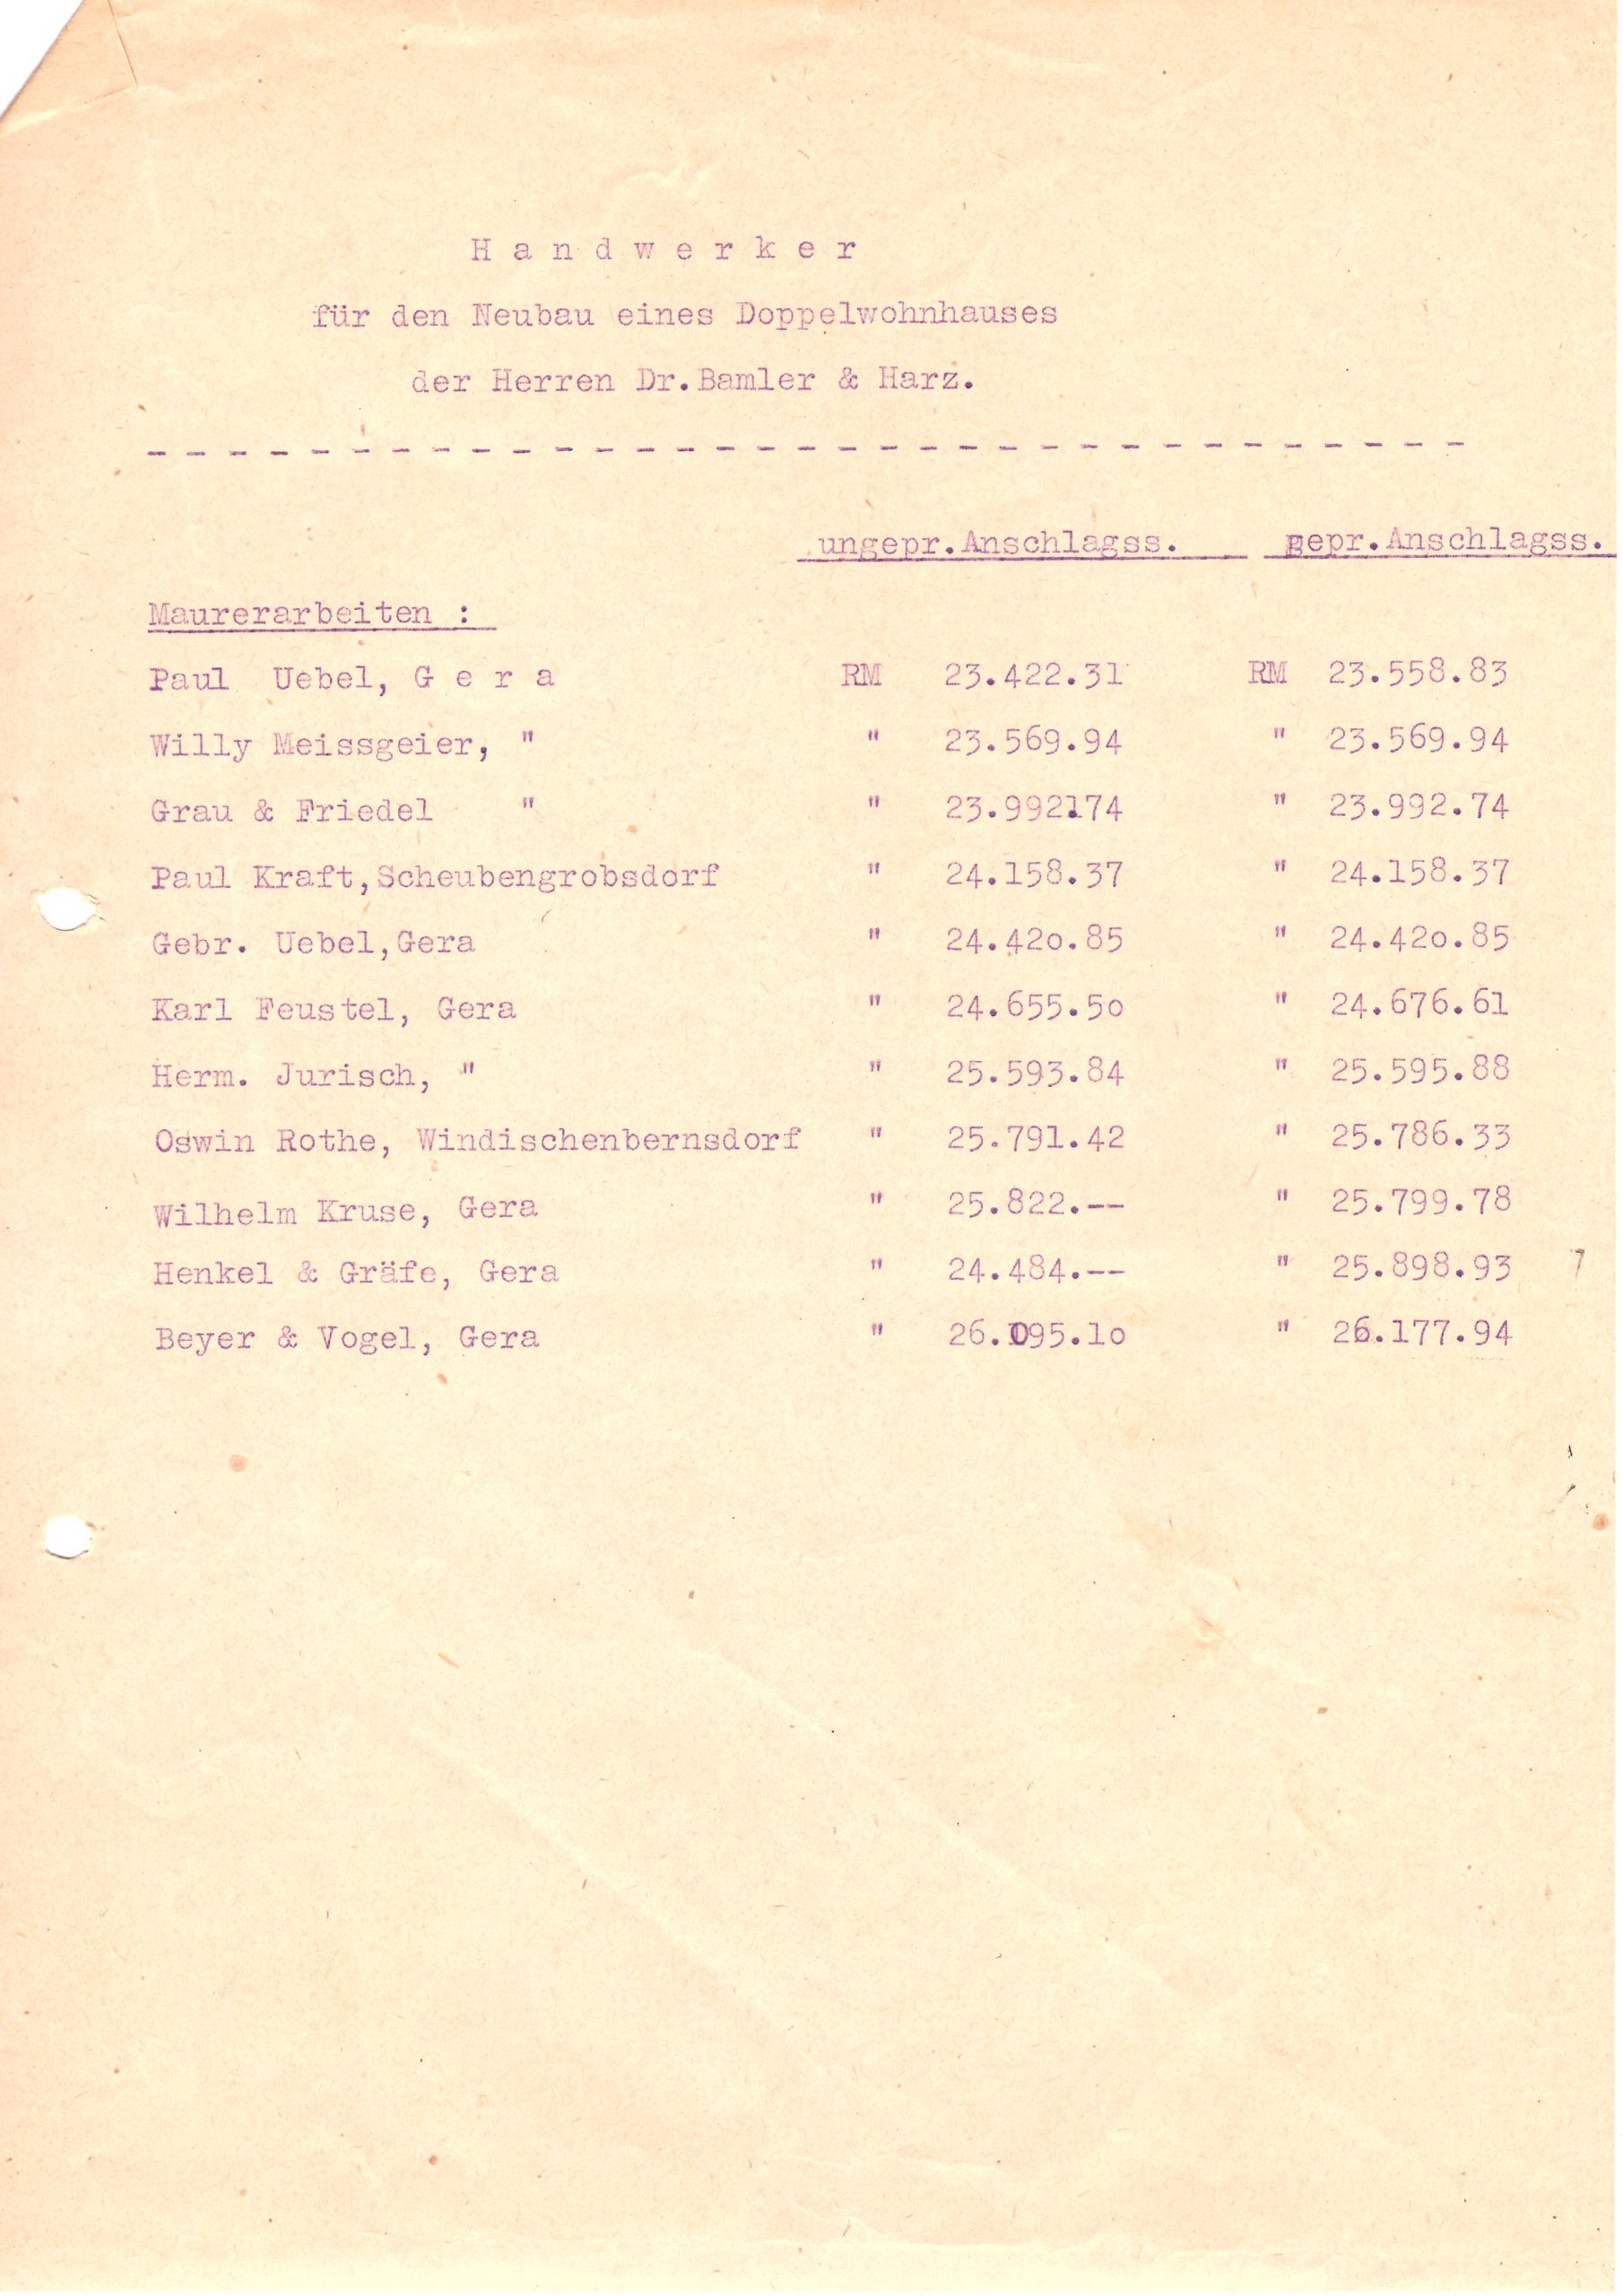 H a n d w e r k e r
für den Neubau eines Doppelwohnhauses
der Herren Dr.Bamler & Harz.
- - - - - - - - - - - - - - - - - - - - - - - - - - - - - - - - -
ungepr.Anschlagss. gepr.Anschlagss.
Maurerarbeiten :
Paul Uebel, G e r a RM 23.422.31 RM 23.558.83
Willy Meissgeier, " " 23.569.94 " 23.569.94
Grau & Friedel " " 23.992.174 " 23.992.74
Paul Kraft,Scheubengrobsdorf " 24.158.37 " 24.158.37
Gebr. Uebel,Gera " 24.42o.85 " 24.42o.85
Karl Feustel, Gera " 24.655.5o " 24.676.61
Herm. Jurisch, " " 25.593.84 " 25.595.88
Oswin Rothe, Windischenbernsdorf " 25.791.42 " 25.786.33
Wilhelm Kruse, Gera " 25.822.-- " 25.799.78
Henkel & Gräfe, Gera " 24.484.-- " 25.898.93
Beyer & Vogel, Gera " 26.095.1o " 26.177.94